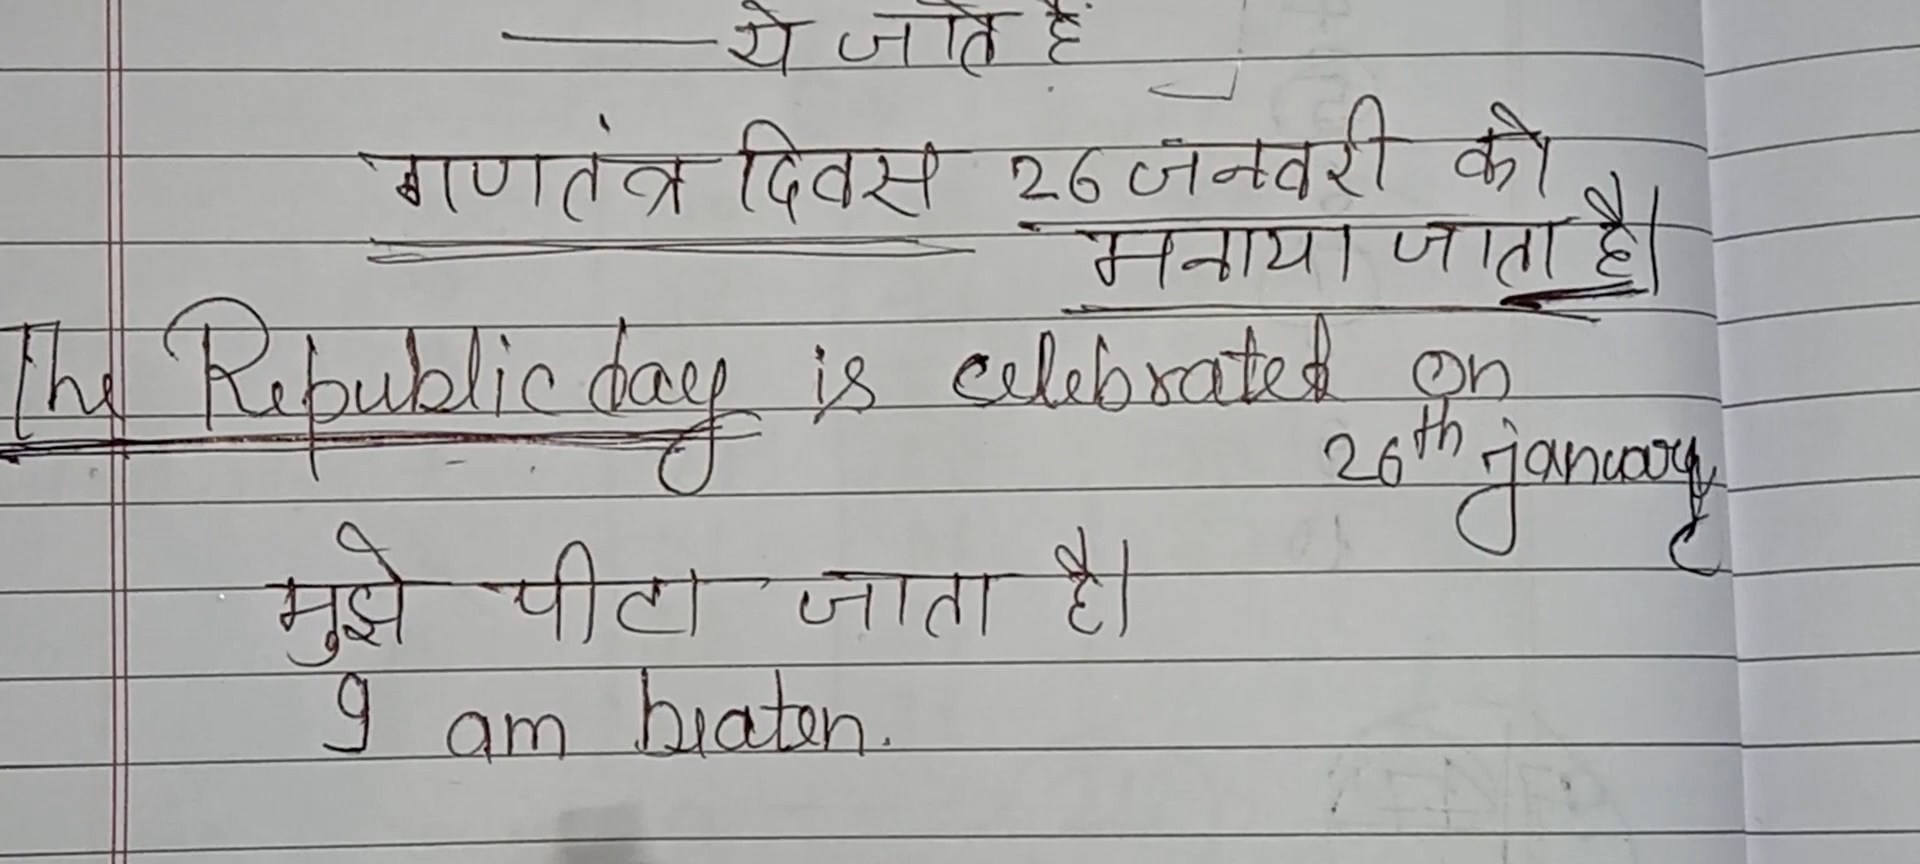 — ये जाते हैं
गणतंत्र दिवस 26 जनवरी को
मनाया जाता है।
The Republic day is celebrated on
26th january
मुझे पीटा जाता है।
I am beaten.